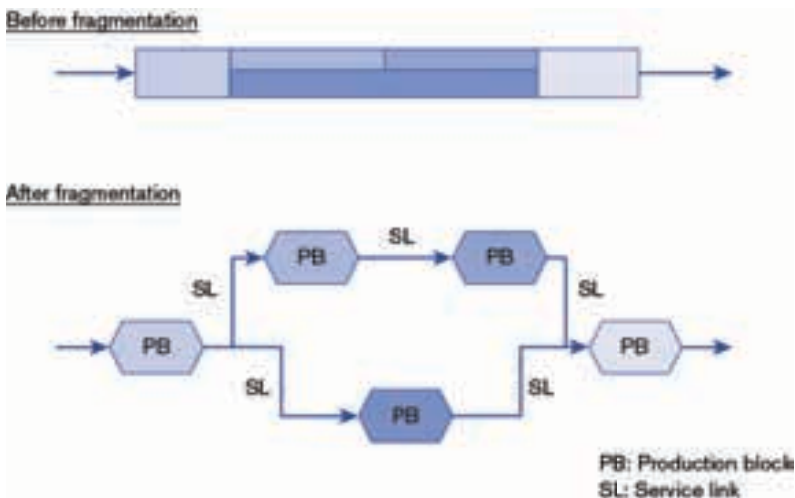 Before fragmentation
After fragmentation
PB
SL
PB
SL
SL
PB
PB
SL
PB
SL
PB: Production block
SL: Service link